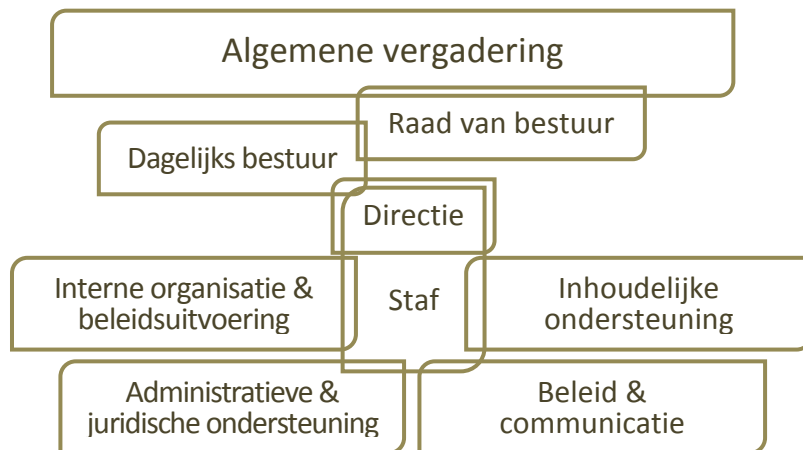 Algemene vergadering
Raad van bestuur
Dagelijks bestuur
Directie
Interne organisatie &
beleidsuitvoering
Staf
Inhoudelijke
ondersteuning
Administratieve &
juridische ondersteuning
Beleid &
communicatie